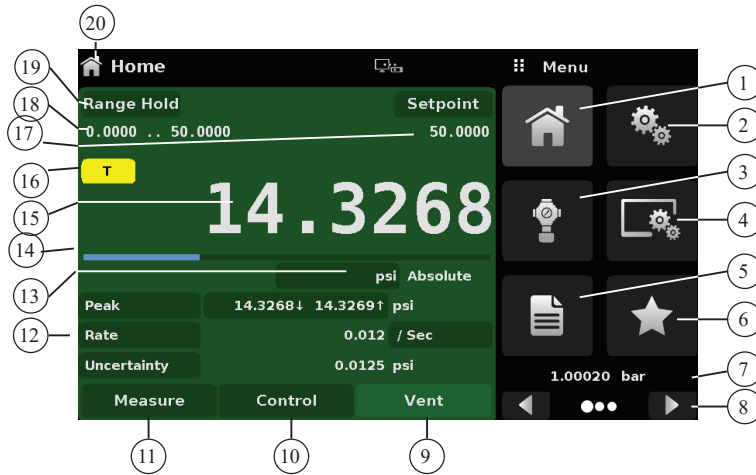 20
Home
Menu
19
Range Hold
Setpoint
1
18
0.0000 .. 50.0000
50.0000
17
2
16
T
3
15
14.3268
4
14
13
psi Absolute
5
Peak
14.3268↓ 14.3269↑ psi
6
12
Rate
0.012 / Sec
Uncertainty
0.0125 psi
1.00020 bar
7
Measure
Control
Vent
8
11
10
9